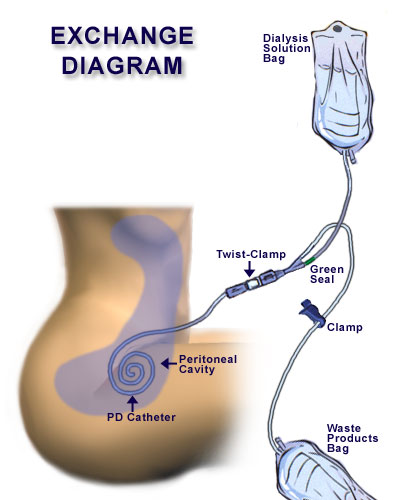 EXCHANGE
DIAGRAM
Dialysis
Solution
Bag
Twist-Clamp
Green
Seal
Clamp
Peritoneal
Cavity
PD Catheter
Waste
Products
Bag